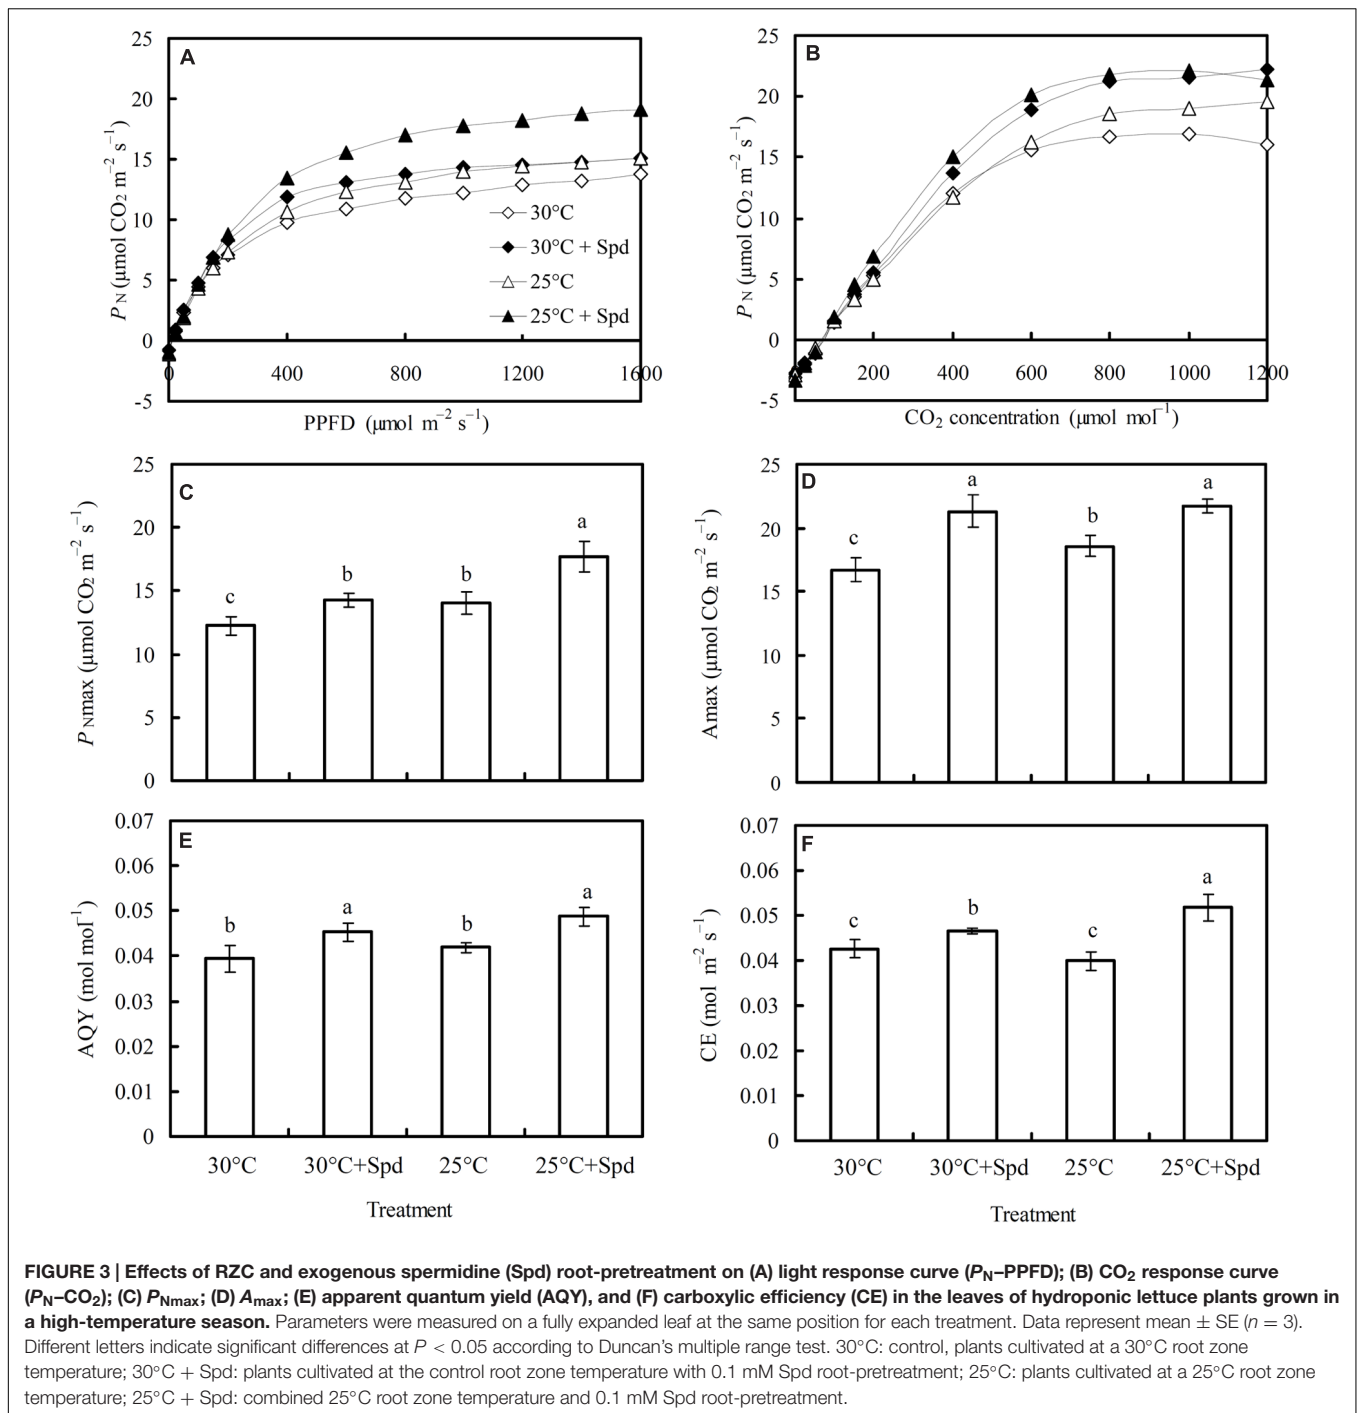 A
25
20
15
10
5
0
-5
P N (μmol CO₂ m⁻² s⁻¹)
30°C
30°C + Spd
25°C
25°C + Spd
0 400 800 1200 1600
PPFD (μmol m⁻² s⁻¹)
B
25
20
15
10
5
0
-5
P N (μmol CO₂ m⁻² s⁻¹)
0 200 400 600 800 1000 1200
CO₂ concentration (μmol mol⁻¹)
C
25
20
15
10
5
0
P Nmax (μmol CO₂ m⁻² s⁻¹)
c b b a
D
25
20
15
10
5
0
Amax (μmol CO₂ m⁻² s⁻¹)
c a b a
E
0.07
0.06
0.05
0.04
0.03
0.02
0.01
0
AQY (mol mol⁻¹)
b a b a
30°C 30°C+Spd 25°C 25°C+Spd
Treatment
F
0.07
0.06
0.05
0.04
0.03
0.02
0.01
0
CE (mol m⁻² s⁻¹)
c b c a
30°C 30°C+Spd 25°C 25°C+Spd
Treatment
FIGURE 3 | Effects of RZC and exogenous spermidine (Spd) root-pretreatment on (A) light response curve (PN–PPFD); (B) CO₂ response curve
(PN–CO₂); (C) PNmax; (D) Amax; (E) apparent quantum yield (AQY), and (F) carboxylic efficiency (CE) in the leaves of hydroponic lettuce plants grown in
a high-temperature season. Parameters were measured on a fully expanded leaf at the same position for each treatment. Data represent mean ± SE (n = 3).
Different letters indicate significant differences at P < 0.05 according to Duncan's multiple range test. 30°C: control, plants cultivated at a 30°C root zone
temperature; 30°C + Spd: plants cultivated at the control root zone temperature with 0.1 mM Spd root-pretreatment; 25°C: plants cultivated at a 25°C root zone
temperature; 25°C + Spd: combined 25°C root zone temperature and 0.1 mM Spd root-pretreatment.